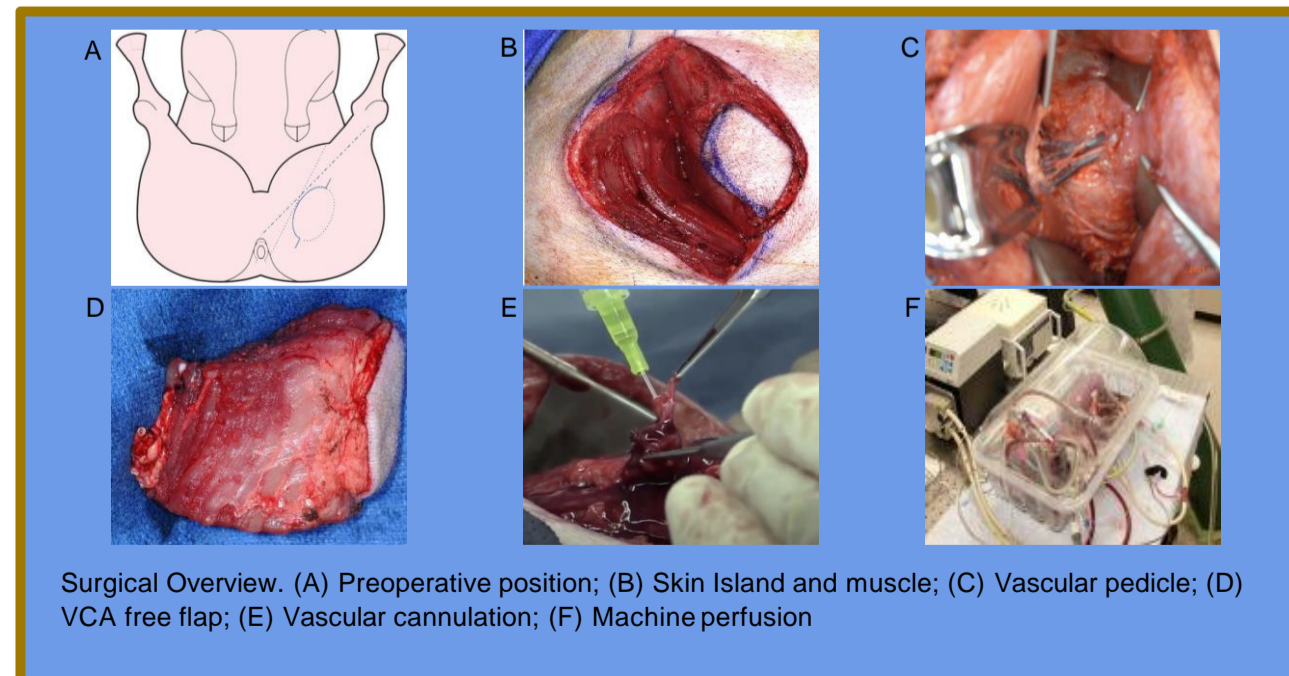 A
B
C
D
E
F
Surgical Overview. (A) Preoperative position; (B) Skin Island and muscle; (C) Vascular pedicle; (D)
VCA free flap; (E) Vascular cannulation; (F) Machine perfusion